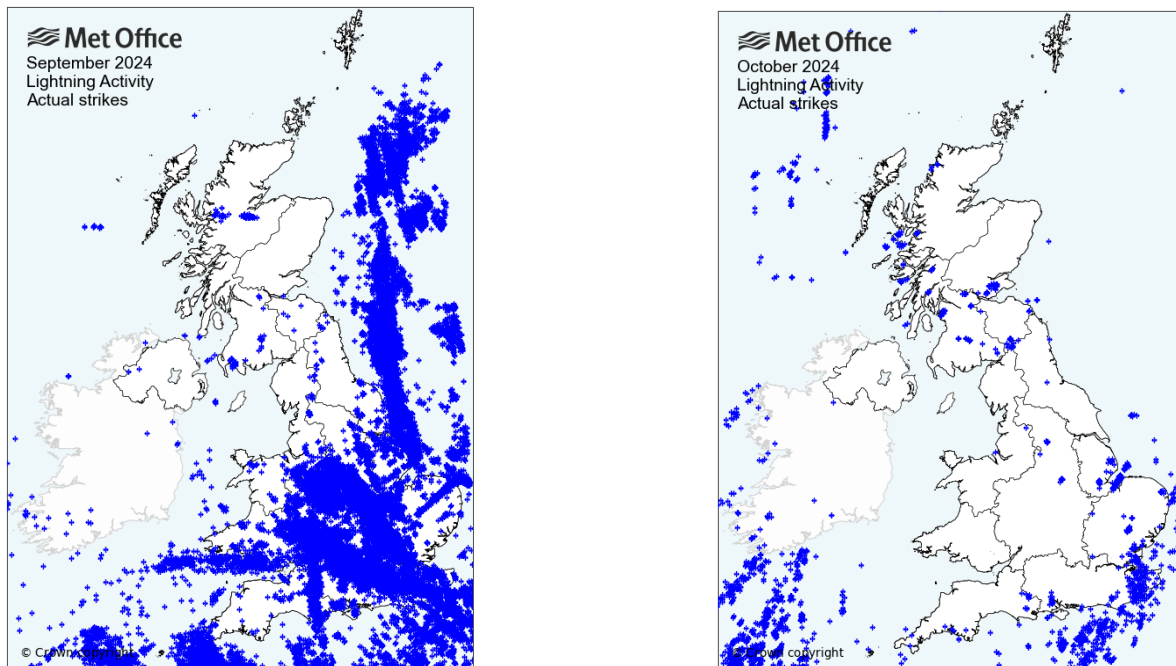 Met Office
September 2024
Lightning Activity
Actual strikes
© Crown copyright
Met Office
October 2024
Lightning Activity
Actual strikes
© Crown copyright